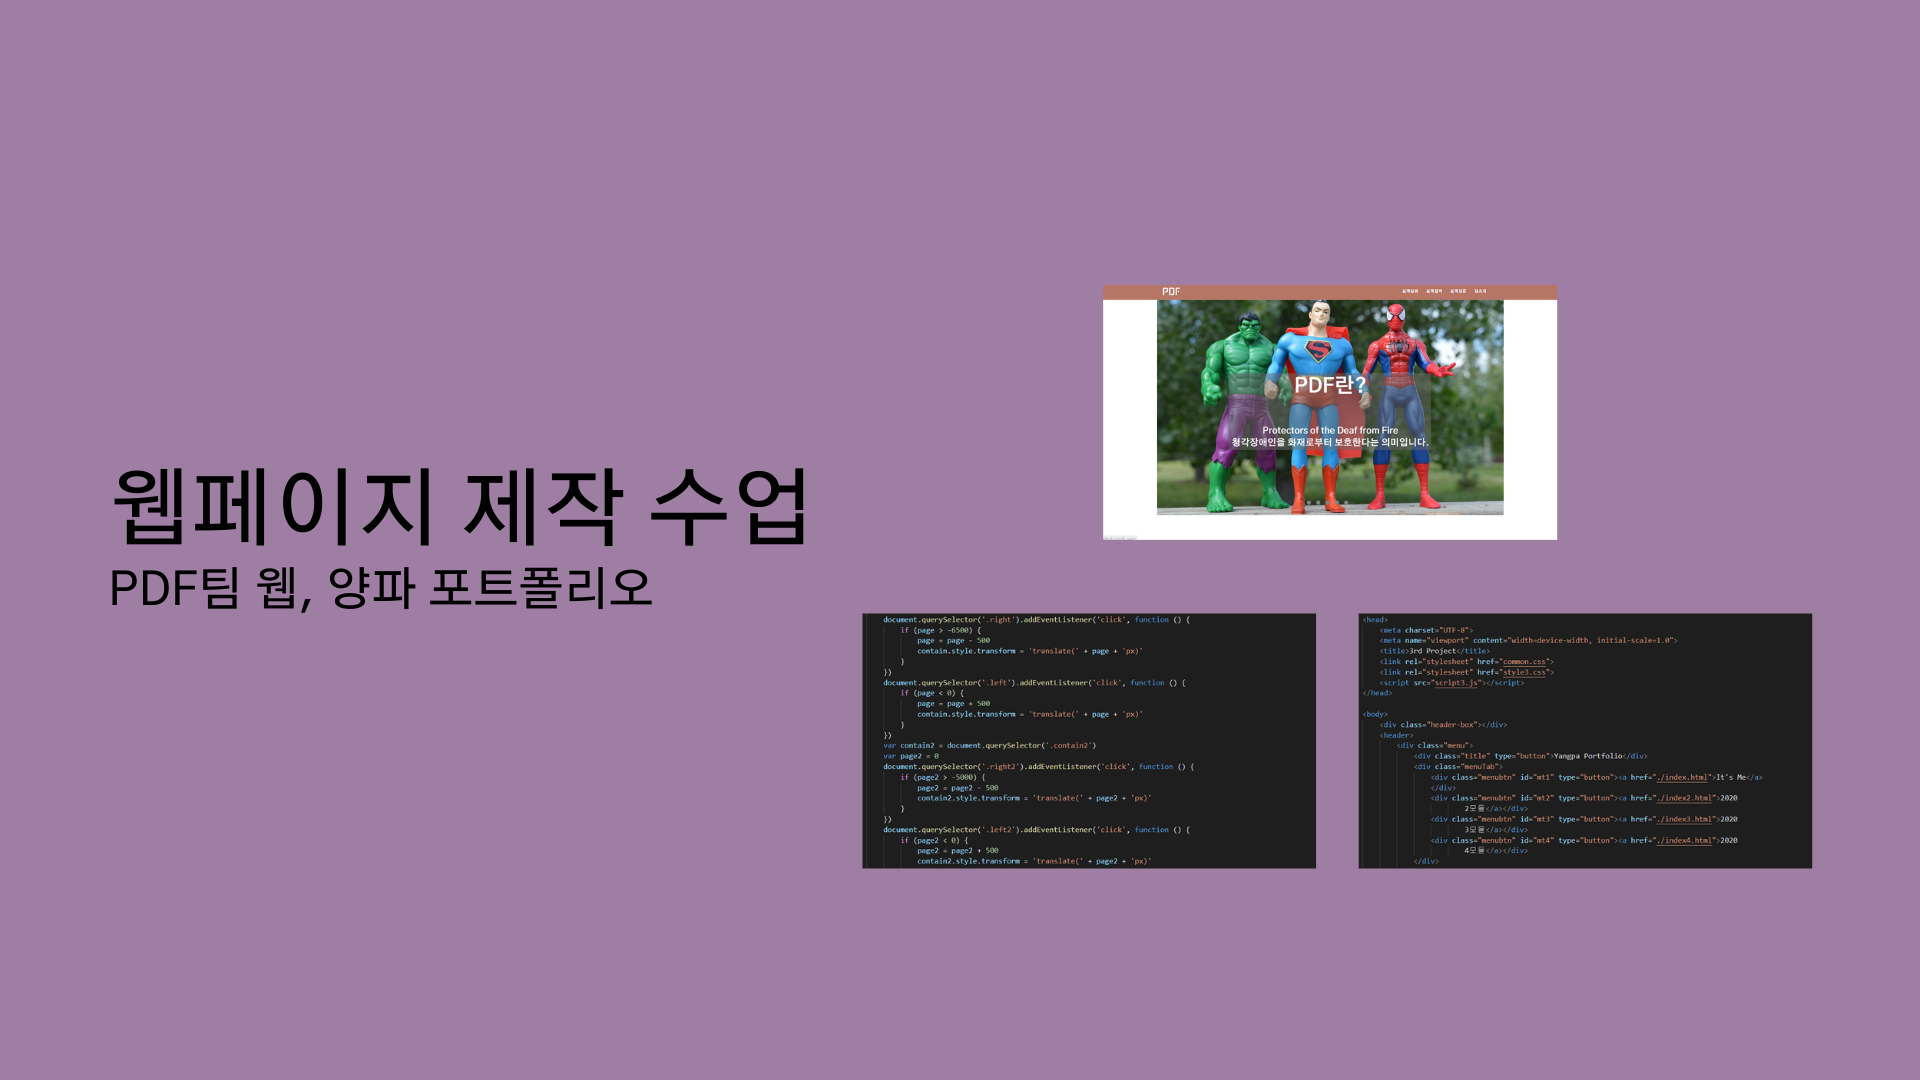 웹페이지 제작 수업
PDF팀 웹, 양파 포트폴리오
PDF
PDF란?
Protectors of the Deaf from Fire
청각장애인을 화재로부터 보호한다는 의미입니다.
document.querySelector('.right').addEventListener('click', function () {
if (page > -6500) {
page = page - 500
contain.style.transform = 'translate(' + page + 'px)'
}
})
document.querySelector('.left').addEventListener('click', function () {
if (page < 0) {
page = page + 500
contain.style.transform = 'translate(' + page + 'px)'
}
})
var contain2 = document.querySelector('.contain2')
var page2 = 0
document.querySelector('.right2').addEventListener('click', function () {
if (page2 > -5000) {
page2 = page2 - 500
contain2.style.transform = 'translate(' + page2 + 'px)'
}
})
document.querySelector('.left2').addEventListener('click', function () {
if (page2 < 0) {
page2 = page2 + 500
contain2.style.transform = 'translate(' + page2 + 'px)'
<head>
<meta charset="UTF-8">
<meta name="viewport" content="width=device-width, initial-scale=1.0">
<title>3rd Project</title>
<link rel="stylesheet" href="common.css">
<link rel="stylesheet" href="style3.css">
<script src="script3.js"></script>
</head>
<body>
<div class="header-box"></div>
<header>
<div class="menu">
<div class="title" type="button">Yangpa Portfolio</div>
<div class="menuTab">
<div class="menubtn" id="mt1" type="button"><a href="./index.html">It's Me</a>
</div>
<div class="menubtn" id="mt2" type="button"><a href="./index2.html">2020
2모듈</a></div>
<div class="menubtn" id="mt3" type="button"><a href="./index3.html">2020
3모듈</a></div>
<div class="menubtn" id="mt4" type="button"><a href="./index4.html">2020
4모듈</a></div>
</div>